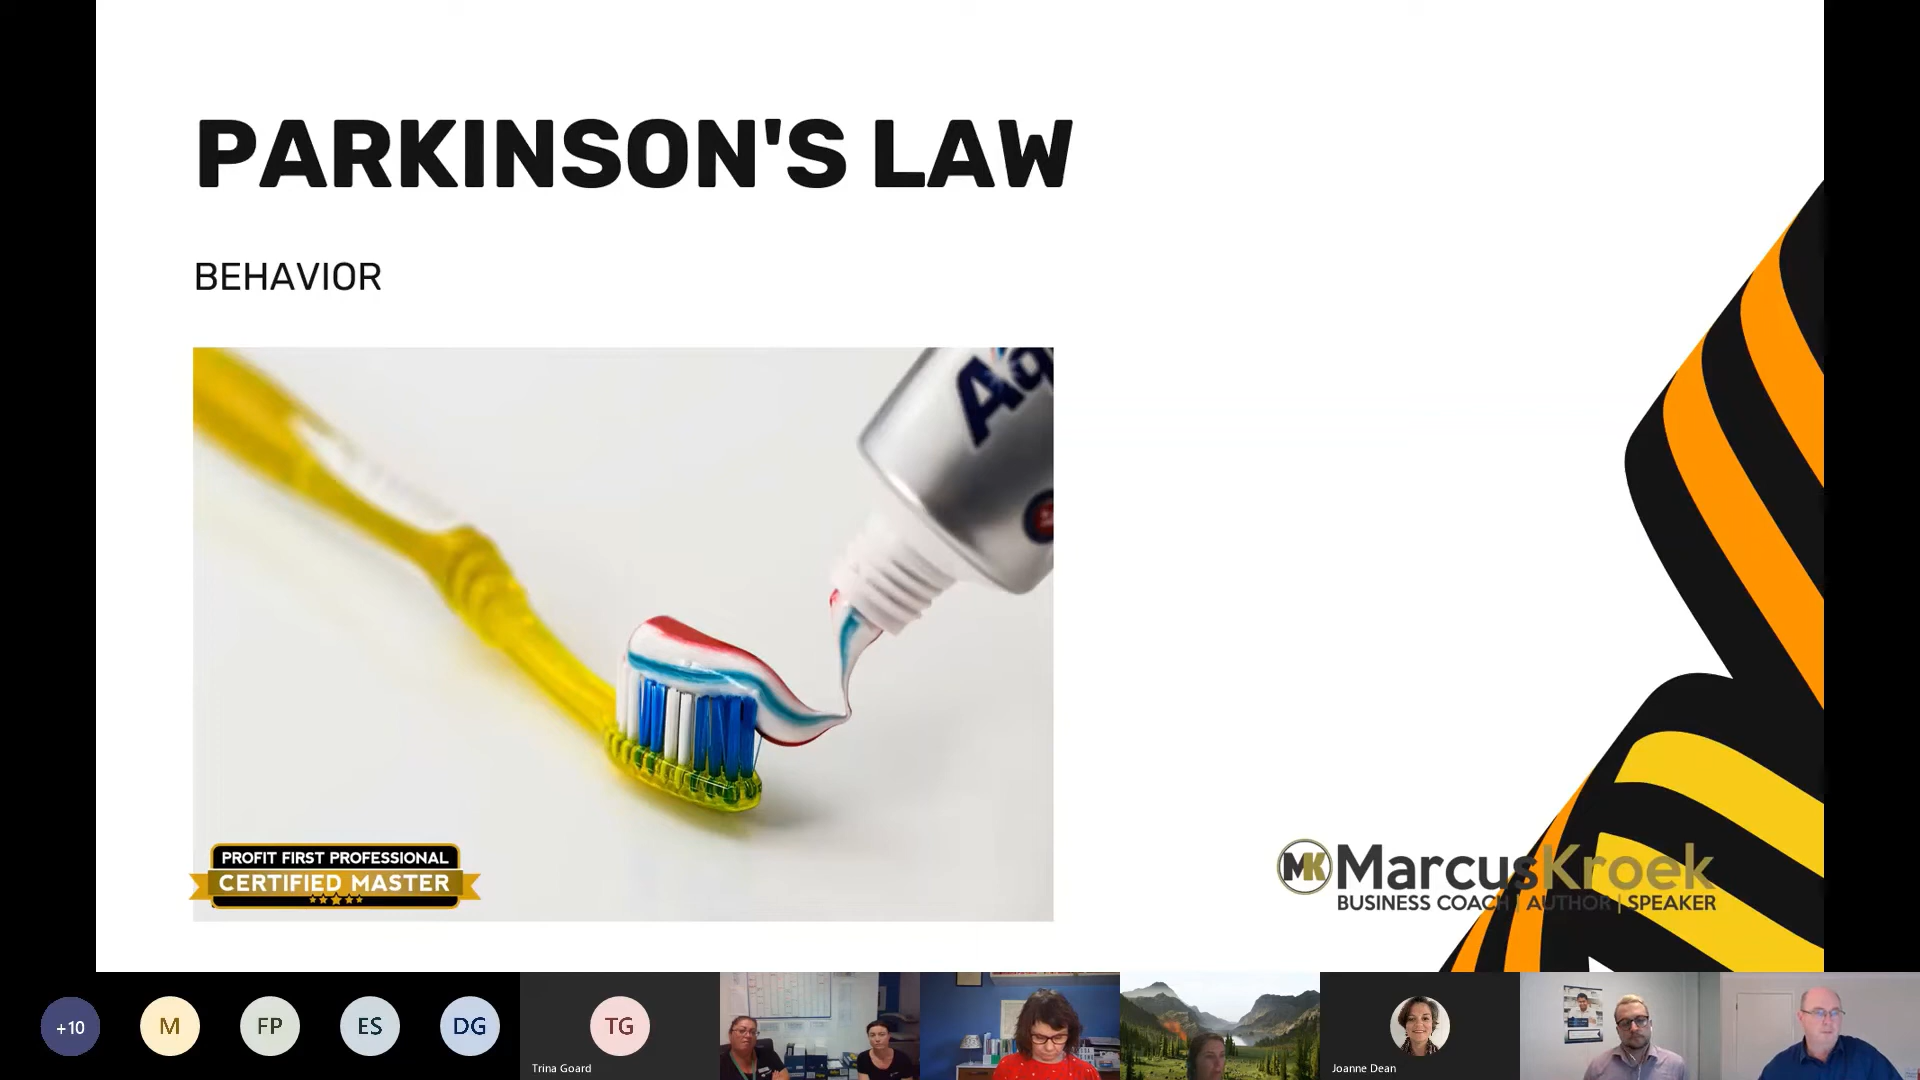 PARKINSON'S LAW
BEHAVIOR
Aq
PROFIT FIRST PROFESSIONAL
CERTIFIED MASTER
MK MarcusKroek
BUSINESS COACH | AUTHOR | SPEAKER
+10
M
FP
ES
DG
TG
Trina Goard
Joanne Dean